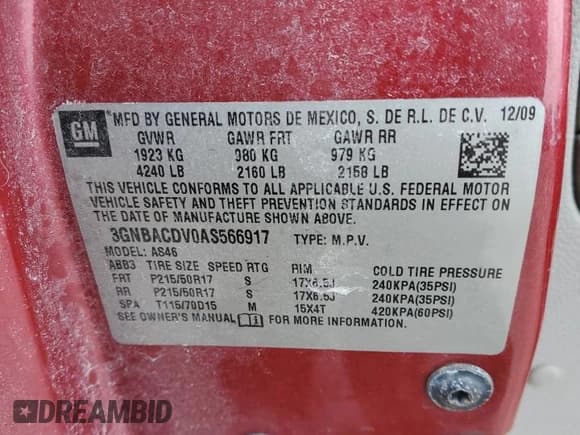 GM
MFD BY GENERAL MOTORS DE MEXICO, S. DE R.L. DE C.V. 12/09
GVWR GAWR FRT GAWR RR
1923 KG 980 KG 979 KG
4240 LB 2160 LB 2158 LB
THIS VEHICLE CONFORMS TO ALL APPLICABLE U.S. FEDERAL MOTOR
VEHICLE SAFETY AND THEFT PREVENTION STANDARDS IN EFFECT ON
THE DATE OF MANUFACTURE SHOWN ABOVE.
3GNBACDV0AS566917 TYPE: M.P.V.
MODEL: AS46
ABB3 TIRE SIZE SPEED RTG RIM COLD TIRE PRESSURE
FRT P215/50R17 S 17X6.5J 240KPA(35PSI)
RR P215/50R17 S 17X6.5J 240KPA(35PSI)
SPA T115/70D15 M 15X4T 420KPA(60PSI)
SEE OWNER'S MANUAL FOR MORE INFORMATION.
DREAMBID